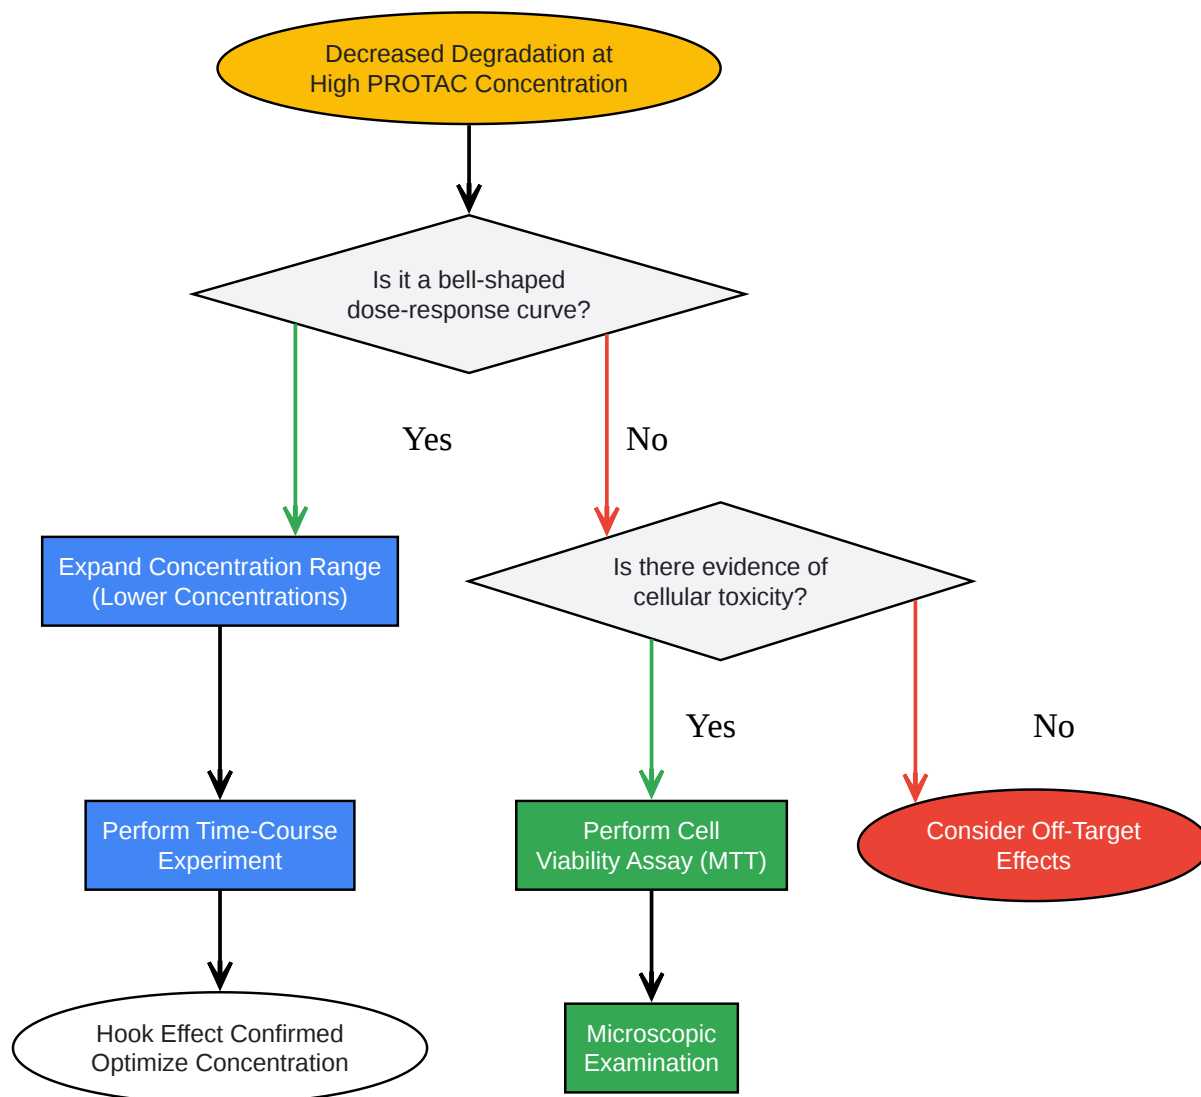 Decreased Degradation at
High PROTAC Concentration
Is it a bell-shaped
dose-response curve?
Yes
No
Expand Concentration Range
(Lower Concentrations)
Is there evidence of
cellular toxicity?
Yes
No
Perform Time-Course
Experiment
Perform Cell
Viability Assay (MTT)
Consider Off-Target
Effects
Hook Effect Confirmed
Optimize Concentration
Microscopic
Examination